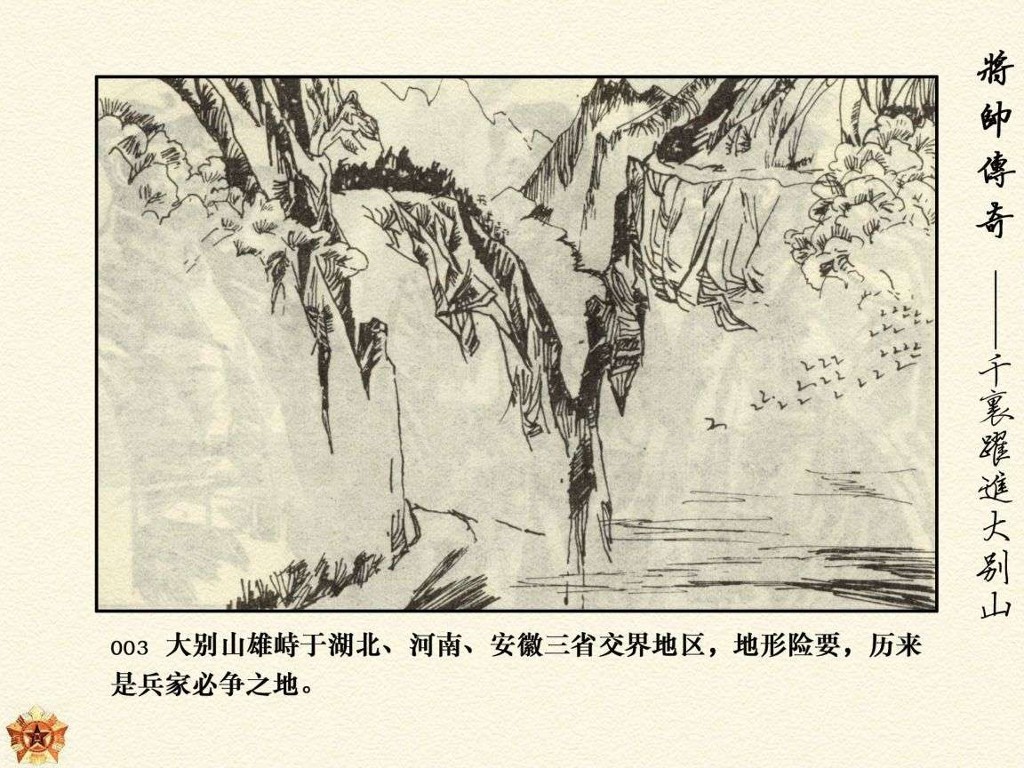 將帥傳奇 ——千裏躍進大别山
003 大别山雄峙于湖北、河南、安徽三省交界地区，地形险要，历来
是兵家必争之地。